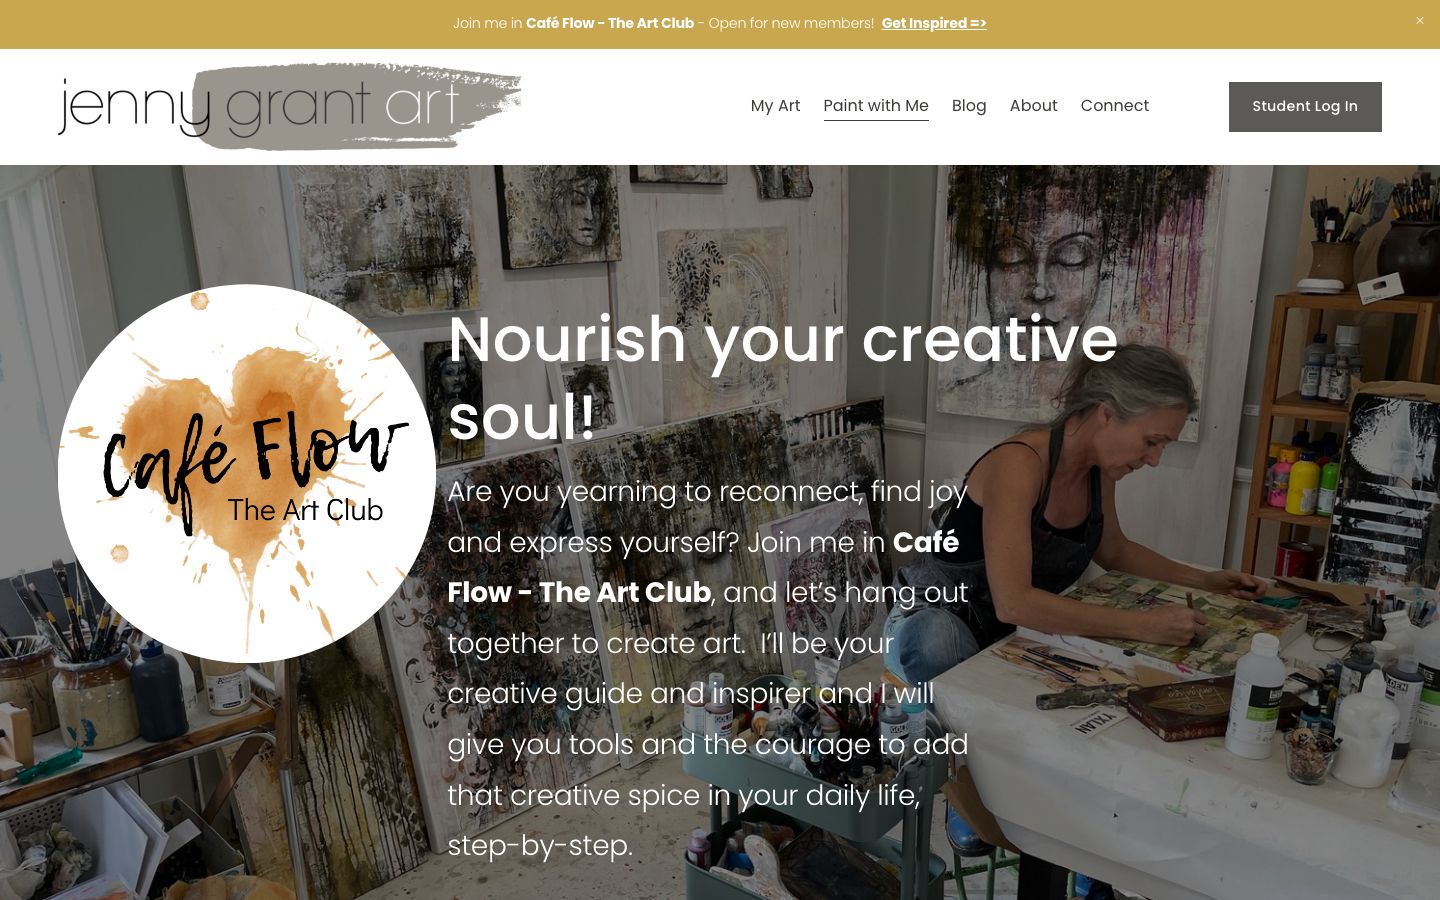 Join me in Café Flow - The Art Club - Open for new members! Get Inspired =>
jenny grant art
My Art
Paint with Me
Blog
About
Connect
Student Log In
Café Flow
The Art Club
Nourish your creative
soul!
Are you yearning to reconnect, find joy
and express yourself? Join me in Café
Flow - The Art Club, and let's hang out
together to create art.  I'll be your
creative guide and inspirer and I will
give you tools and the courage to add
that creative spice in your daily life,
step-by-step.
YXLAN